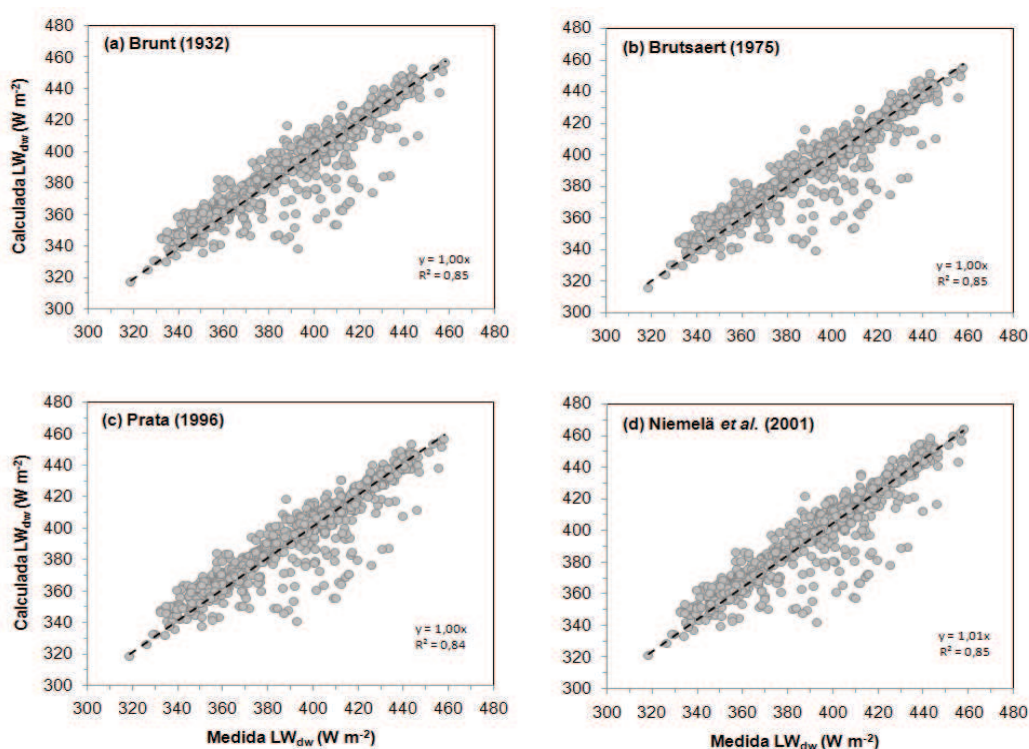 (a) Brunt (1932)
Calculada LW_dw (W m⁻²)
480
460
440
420
400
380
360
340
320
300
y = 1,00x
R² = 0,85
300 320 340 360 380 400 420 440 460 480
(b) Brutsaert (1975)
480
460
440
420
400
380
360
340
320
300
y = 1,00x
R² = 0,85
300 320 340 360 380 400 420 440 460 480
(c) Prata (1996)
Calculada LW_dw (W m⁻²)
480
460
440
420
400
380
360
340
320
300
y = 1,00x
R² = 0,84
300 320 340 360 380 400 420 440 460 480
Medida LW_dw (W m⁻²)
(d) Niemelä et al. (2001)
480
460
440
420
400
380
360
340
320
300
y = 1,01x
R² = 0,85
300 320 340 360 380 400 420 440 460 480
Medida LW_dw (W m⁻²)